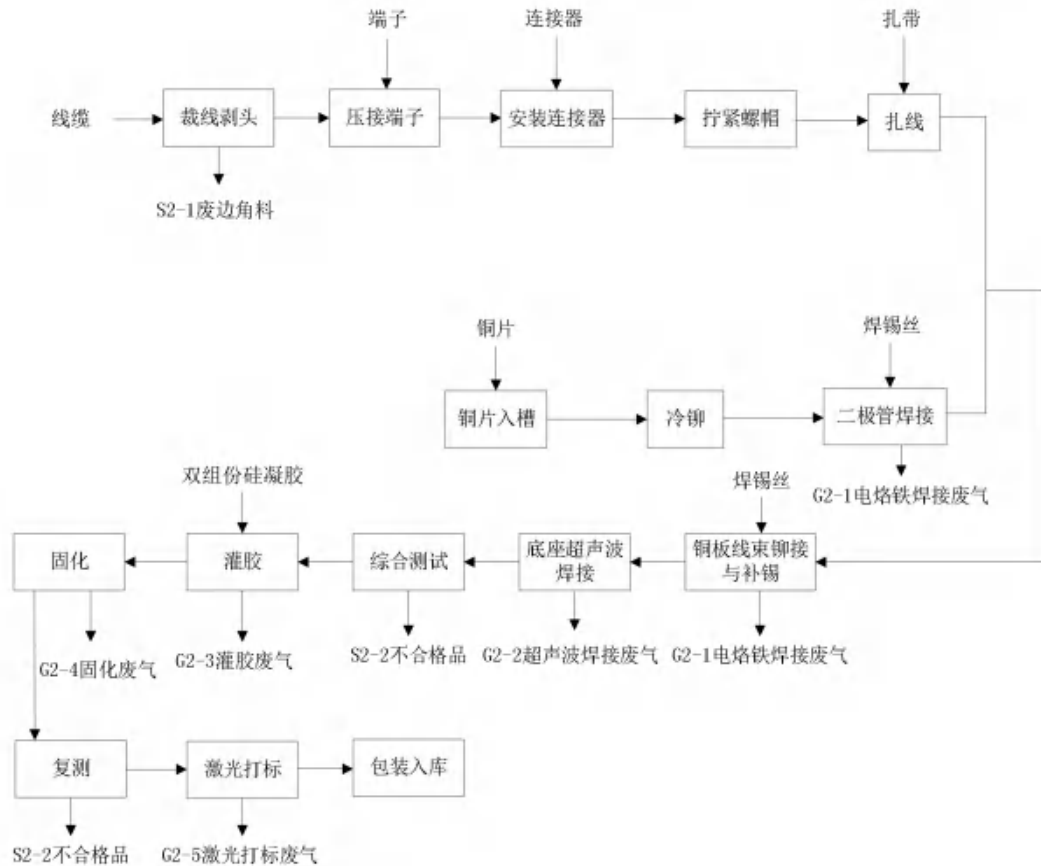 端子
连接器
扎带
线缆
裁线剥头
压接端子
安装连接器
拧紧螺帽
扎线
S2-1废边角料
铜片
焊锡丝
铜片入槽
冷铆
二极管焊接
G2-1电烙铁焊接废气
双组份硅凝胶
焊锡丝
固化
灌胶
综合测试
底座超声波
焊接
铜板线束铆接
与补锡
G2-4固化废气
G2-3灌胶废气
S2-2不合格品
G2-2超声波焊接废气
G2-1电烙铁焊接废气
复测
激光打标
包装入库
S2-2不合格品
G2-5激光打标废气